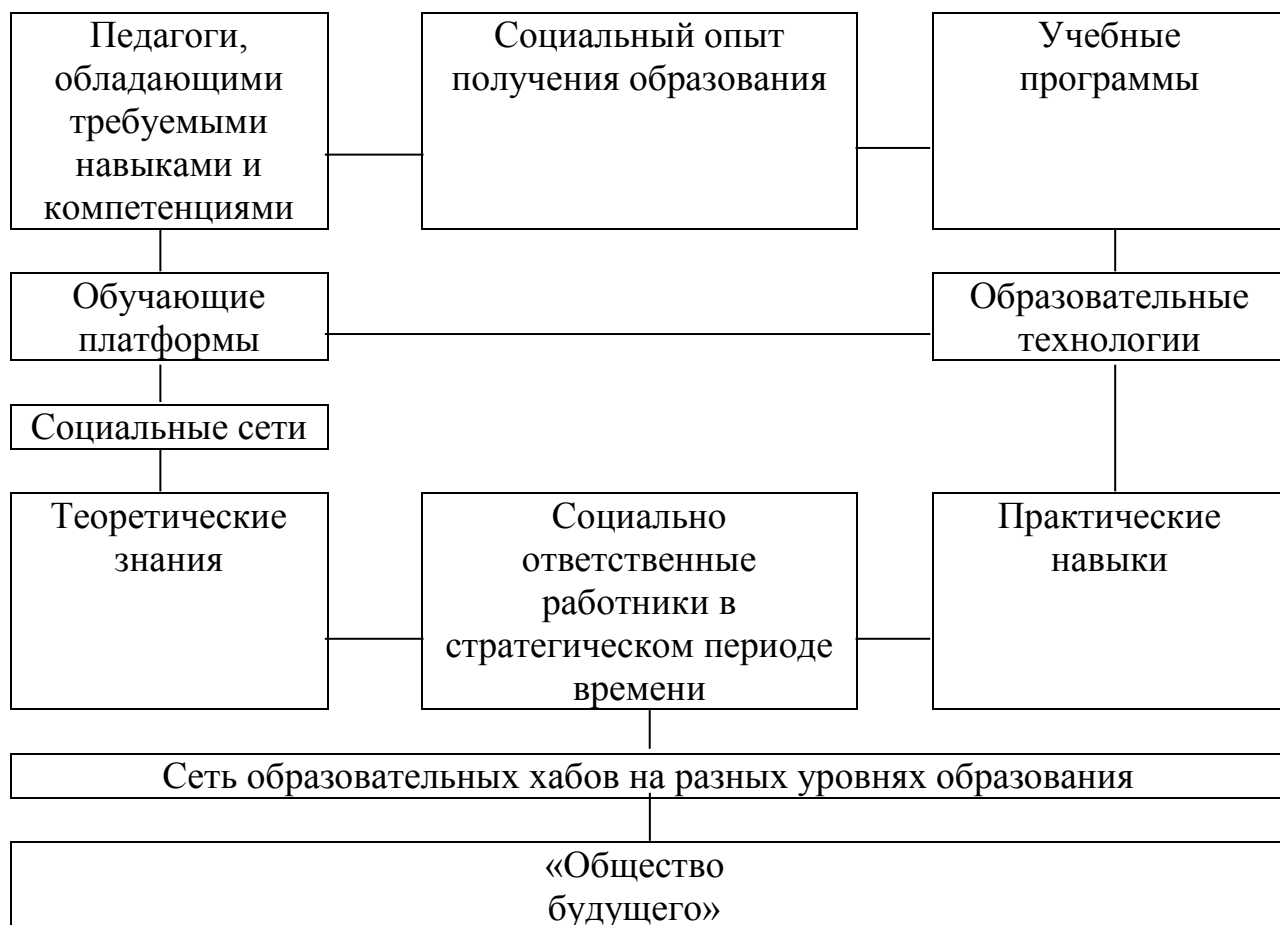 Педагоги,
обладающими
требуемыми
навыками и
компетенциями
Социальный опыт
получения образования
Учебные
программы
Обучающие
платформы
Образовательные
технологии
Социальные сети
Теоретические
знания
Социально
ответственные
работники в
стратегическом периоде
времени
Практические
навыки
Сеть образовательных хабов на разных уровнях образования
«Общество
будущего»